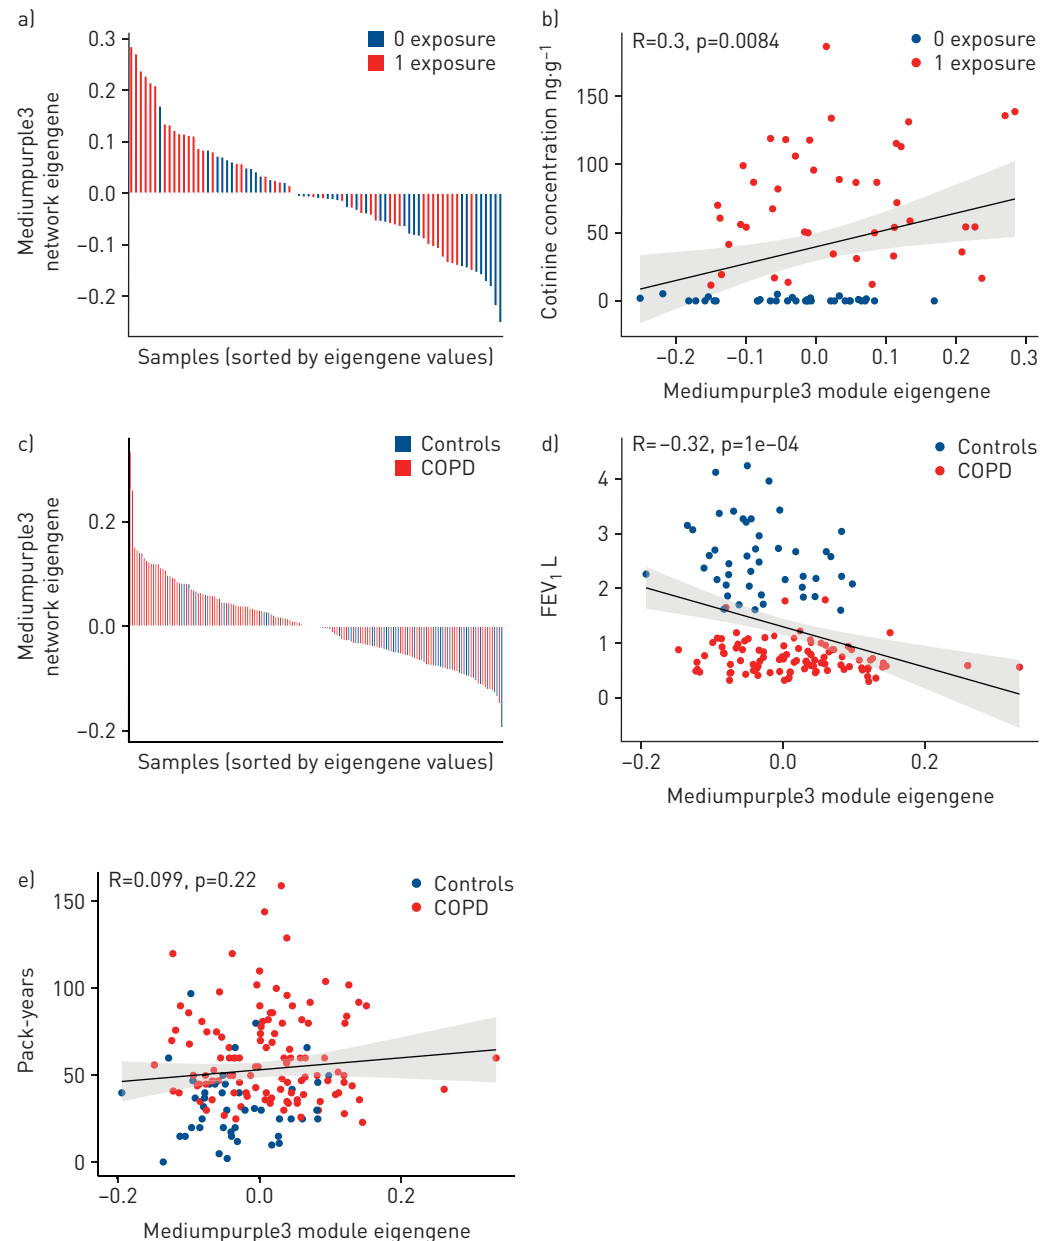 a)
0 exposure
1 exposure
Mediumpurple3
network eigengene
0.3
0.2
0.1
0.0
−0.1
−0.2
Samples (sorted by eigengene values)
b)
R=0.3, p=0.0084
0 exposure
1 exposure
Cotinine concentration ng·g⁻¹
150
100
50
0
−0.2
−0.1
0.0
0.1
0.2
0.3
Mediumpurple3 module eigengene
c)
Controls
COPD
Mediumpurple3
network eigengene
0.2
0.0
−0.2
Samples (sorted by eigengene values)
d)
R=−0.32, p=1e−04
Controls
COPD
FEV₁ L
4
3
2
1
0
−0.2
0.0
0.2
Mediumpurple3 module eigengene
e)
R=0.099, p=0.22
Controls
COPD
Pack-years
150
100
50
0
−0.2
0.0
0.2
Mediumpurple3 module eigengene